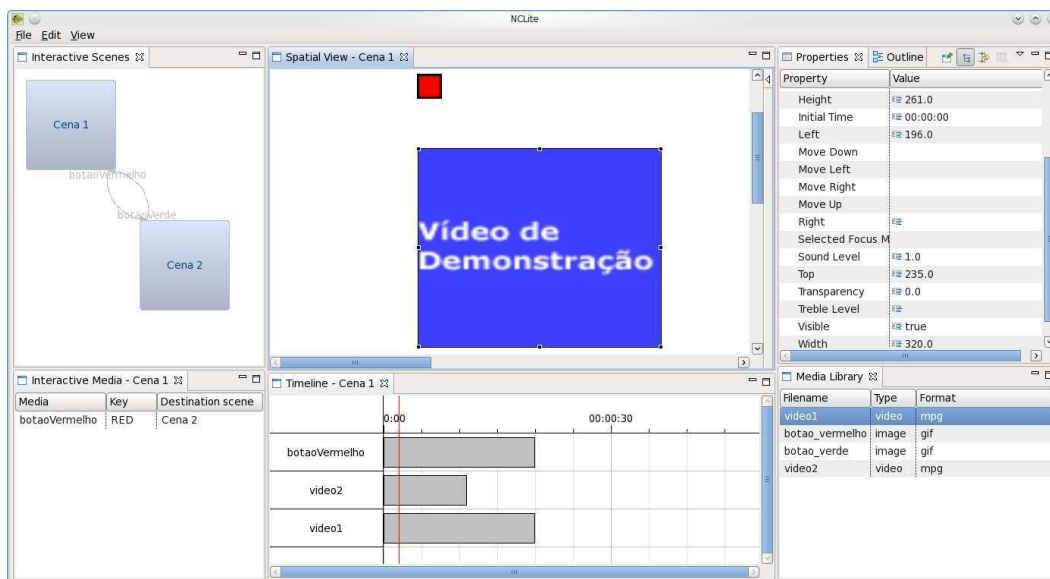 NCLite
File Edit View
Interactive Scenes
Cena 1
botaoVermelho
botaoVerde
Cena 2
Spatial View - Cena 1
Vídeo de
Demonstração
Properties Outline
Property Value
Height 261.0
Initial Time 00:00:00
Left 196.0
Move Down
Move Left
Move Right
Move Up
Right
Selected Focus M
Sound Level 1.0
Top 235.0
Transparency 0.0
Treble Level
Visible true
Width 320.0
Interactive Media - Cena 1
Media Key Destination scene
botaoVermelho RED Cena 2
Timeline - Cena 1
0:00 00:00:30
botaoVermelho
video2
video1
Media Library
Filename Type Format
video1 video mpg
botao_vermelho image gif
botao_verde image gif
video2 video mpg